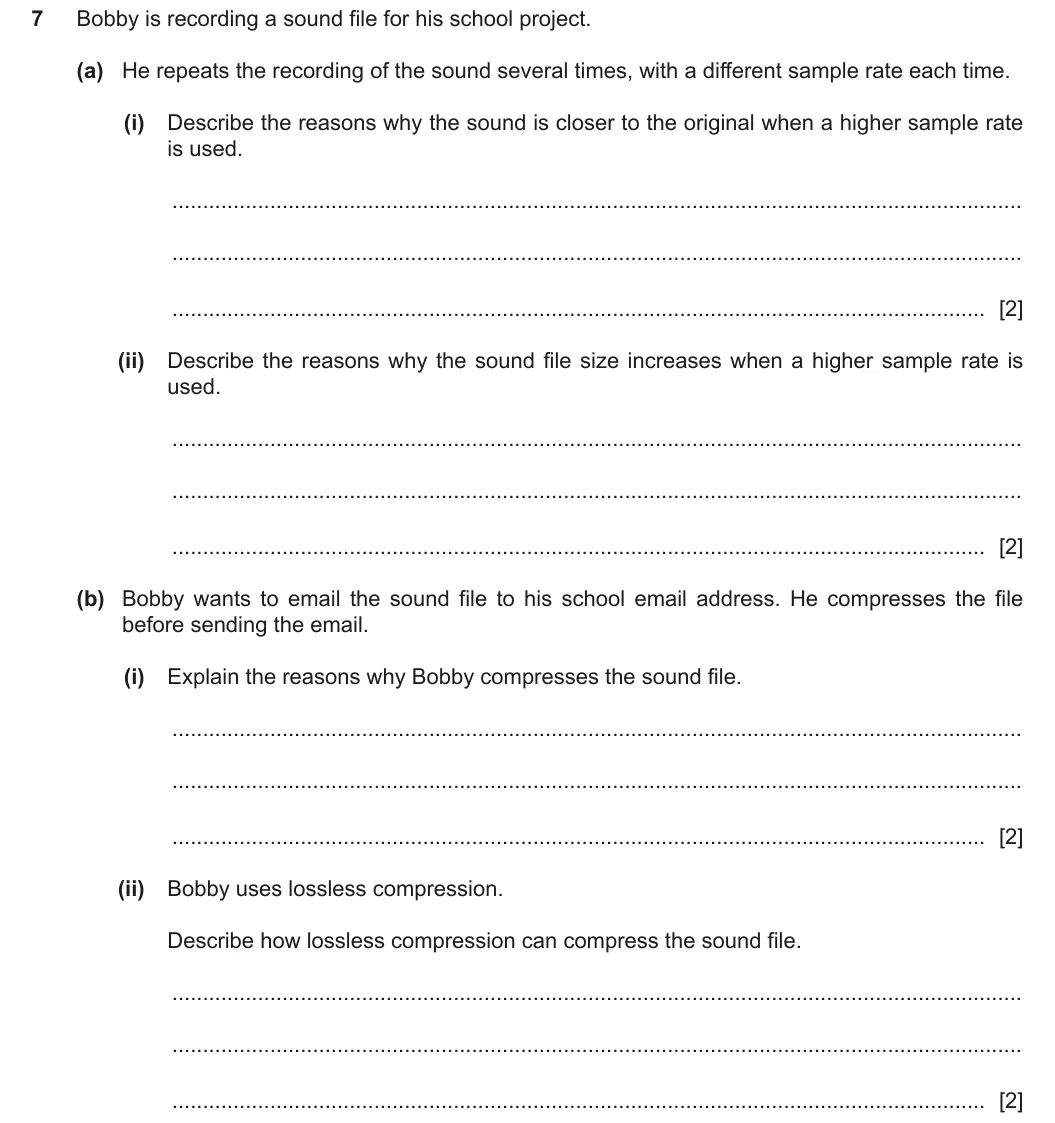 7 Bobby is recording a sound file for his school project.
(a) He repeats the recording of the sound several times, with a different sample rate each time.
(i) Describe the reasons why the sound is closer to the original when a higher sample rate
is used.
[2]
(ii) Describe the reasons why the sound file size increases when a higher sample rate is
used.
[2]
(b) Bobby wants to email the sound file to his school email address. He compresses the file
before sending the email.
(i) Explain the reasons why Bobby compresses the sound file.
[2]
(ii) Bobby uses lossless compression.
Describe how lossless compression can compress the sound file.
[2]